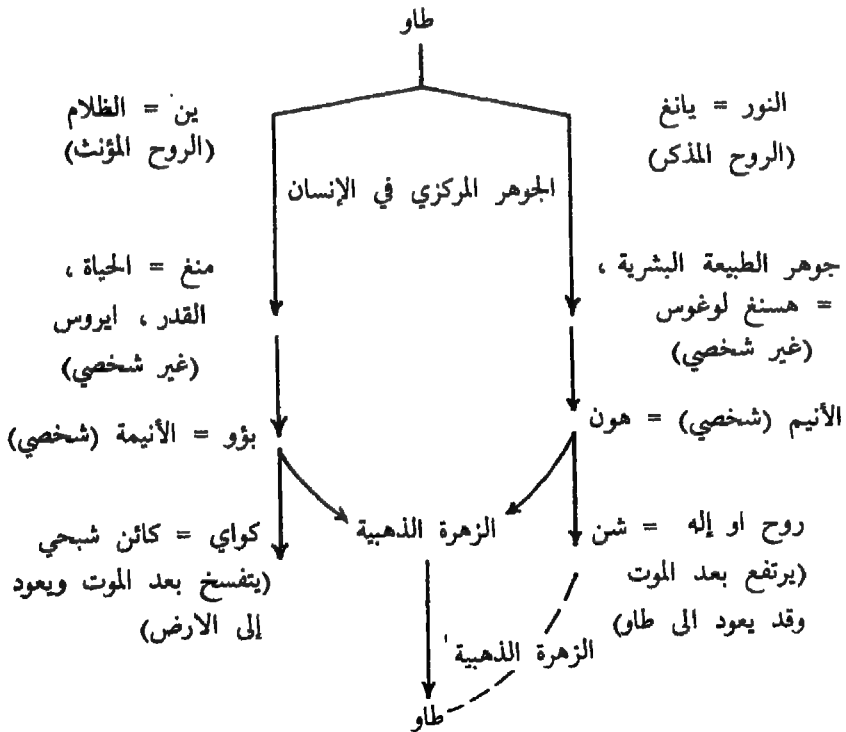 طاو
النور = يانغ
(الروح المذكر)
ين = الظلام
(الروح المؤنث)
الجوهر المركزي في الإنسان
جوهر الطبيعة البشرية ،
= هسنغ لوغوس
(غير شخصي)
منغ = الحياة ،
القدر ، ايروس
(غير شخصي)
الأنيم (شخصي) = هون
بؤو = الأنيمة (شخصي)
الزهرة الذهبية
روح او إله = شن
(يرتفع بعد الموت
وقد يعود الى طاو)
كواي = كائن شبحي
(يتفسخ بعد الموت ويعود
إلى الارض)
الزهرة الذهبية
طاو